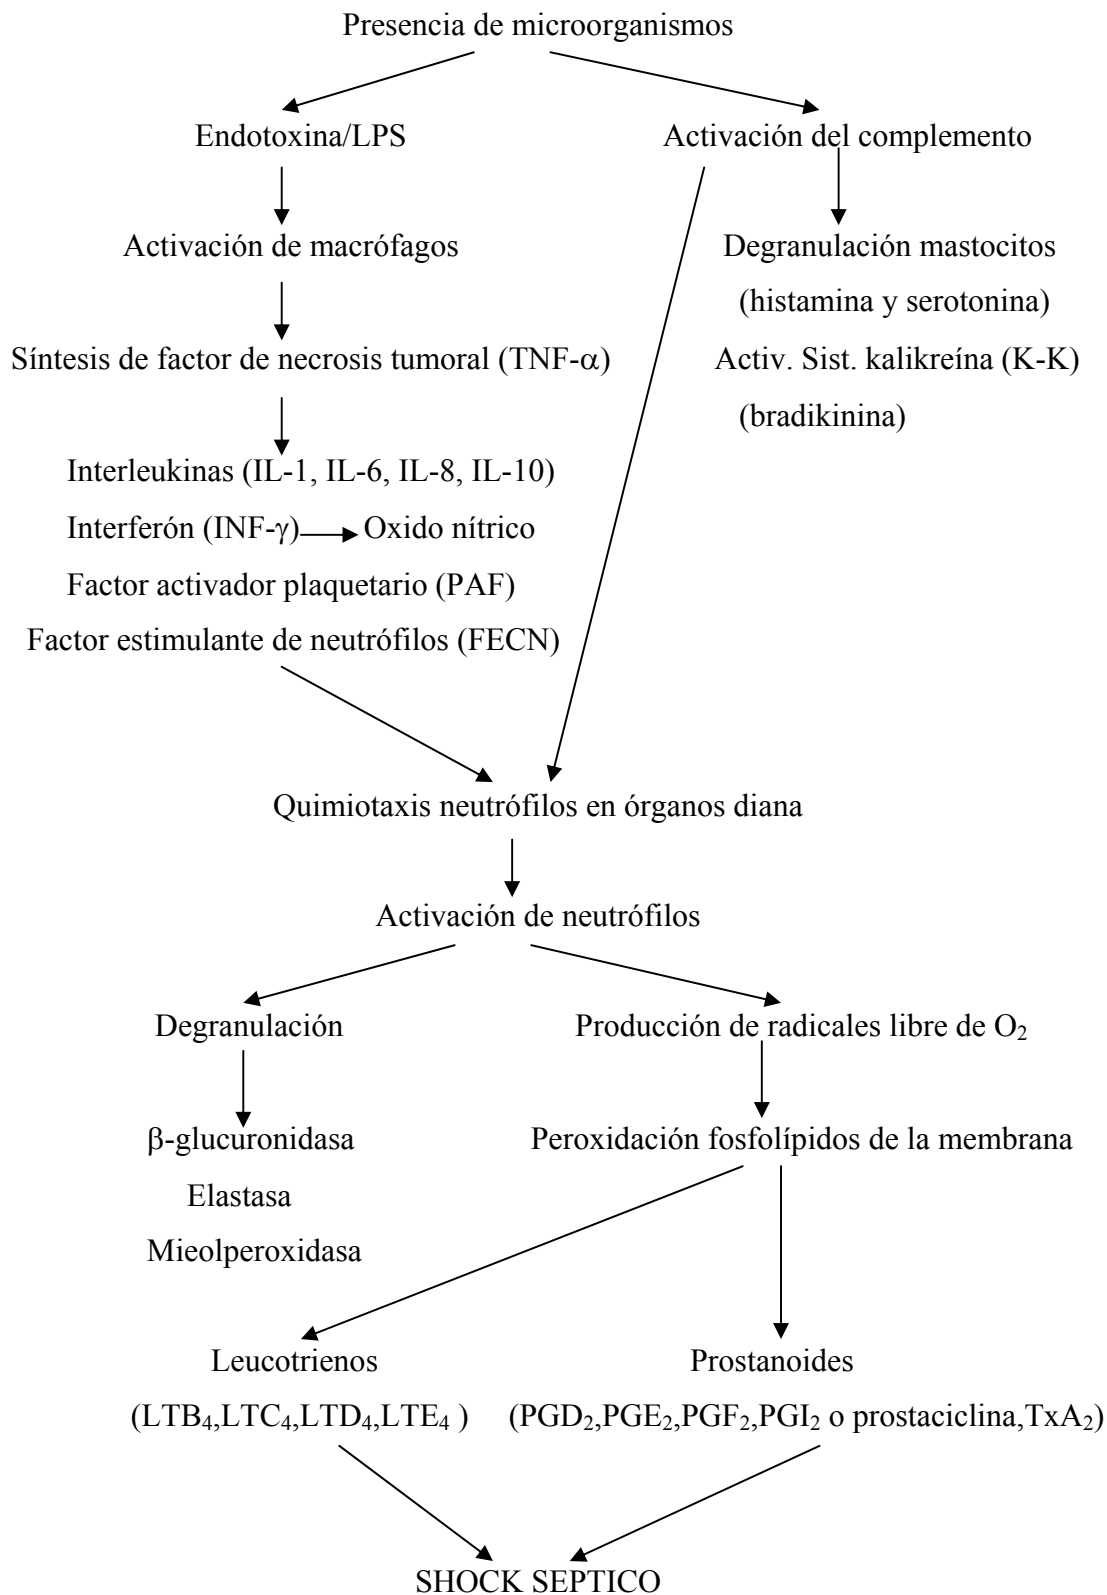 Presencia de microorganismos
Endotoxina/LPS
Activación del complemento
Activación de macrófagos
Degranulación mastocitos
(histamina y serotonina)
Síntesis de factor de necrosis tumoral (TNF-α)
Activ. Sist. kalikreína (K-K)
(bradikinina)
Interleukinas (IL-1, IL-6, IL-8, IL-10)
Interferón (INF-γ) → Oxido nítrico
Factor activador plaquetario (PAF)
Factor estimulante de neutrófilos (FECN)
Quimiotaxis neutrófilos en órganos diana
Activación de neutrófilos
Degranulación
Producción de radicales libre de O₂
β-glucuronidasa
Peroxidación fosfolípidos de la membrana
Elastasa
Mieolperoxidasa
Leucotrienos
Prostanoides
(LTB₄,LTC₄,LTD₄,LTE₄ )
(PGD₂,PGE₂,PGF₂,PGI₂ o prostaciclina,TxA₂)
SHOCK SEPTICO